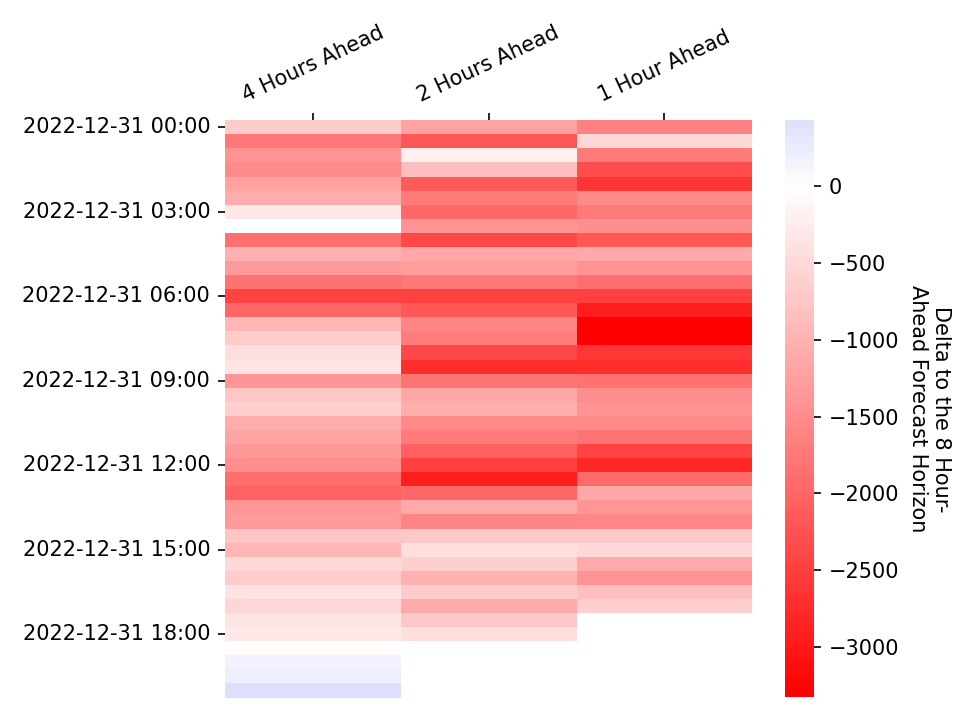 4 Hours Ahead
2 Hours Ahead
1 Hour Ahead
2022-12-31 00:00
2022-12-31 03:00
2022-12-31 06:00
2022-12-31 09:00
2022-12-31 12:00
2022-12-31 15:00
2022-12-31 18:00
0
−500
−1000
−1500
−2000
−2500
−3000
Delta to the 8 Hour-
Ahead Forecast Horizon